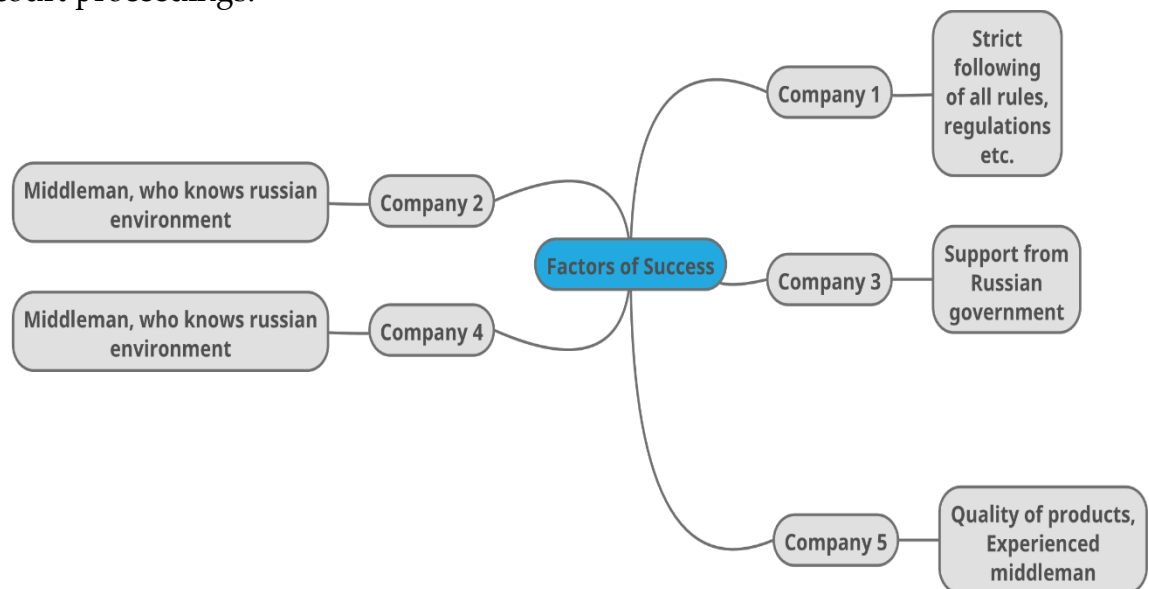 court proceedings.
Strict
following
of all rules,
regulations
etc.
Company 1
Middleman, who knows russian
environment
Company 2
Factors of Success
Company 3
Support from
Russian
government
Middleman, who knows russian
environment
Company 4
Company 5
Quality of products,
Experienced
middleman